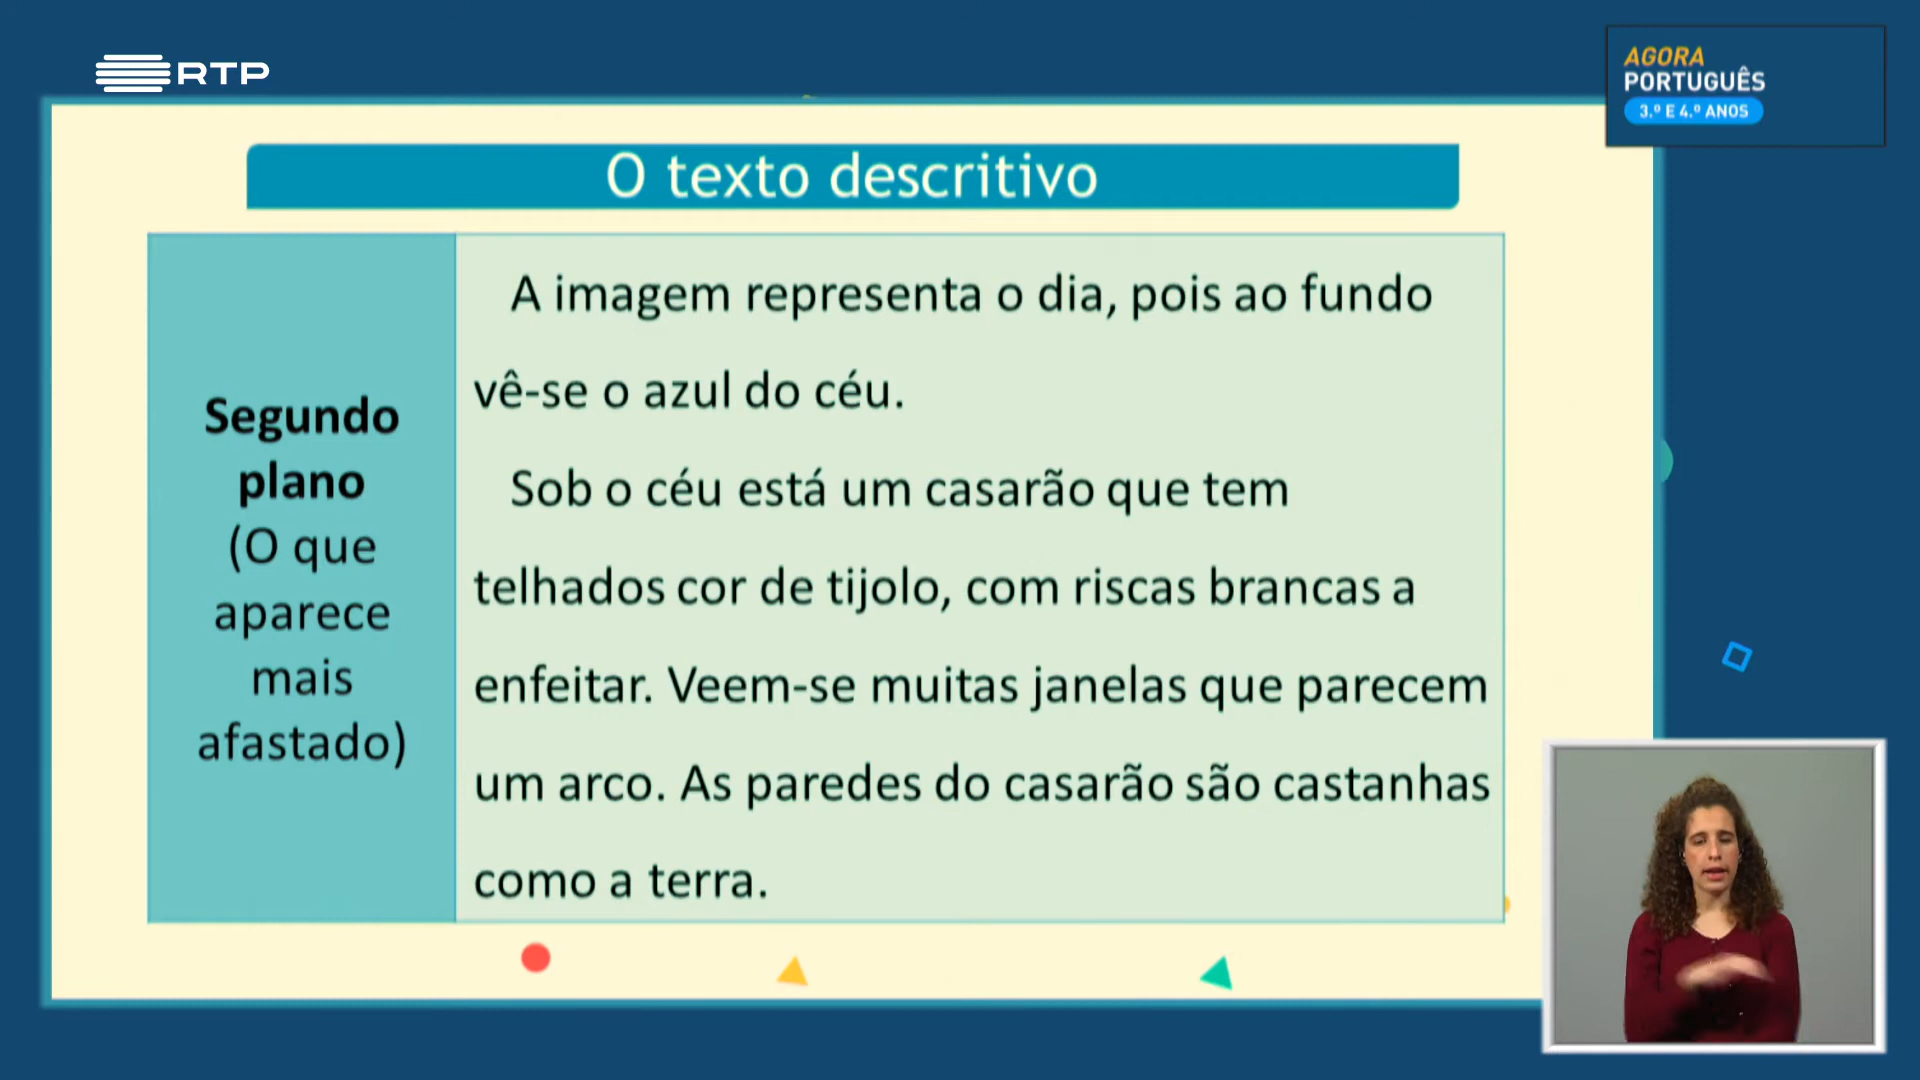 RTP
AGORA
PORTUGUÊS
3.º E 4.º ANOS
O texto descritivo
Segundo
plano
(O que
aparece
mais
afastado)
A imagem representa o dia, pois ao fundo
vê-se o azul do céu.
Sob o céu está um casarão que tem
telhados cor de tijolo, com riscas brancas a
enfeitar. Veem-se muitas janelas que parecem
um arco. As paredes do casarão são castanhas
como a terra.